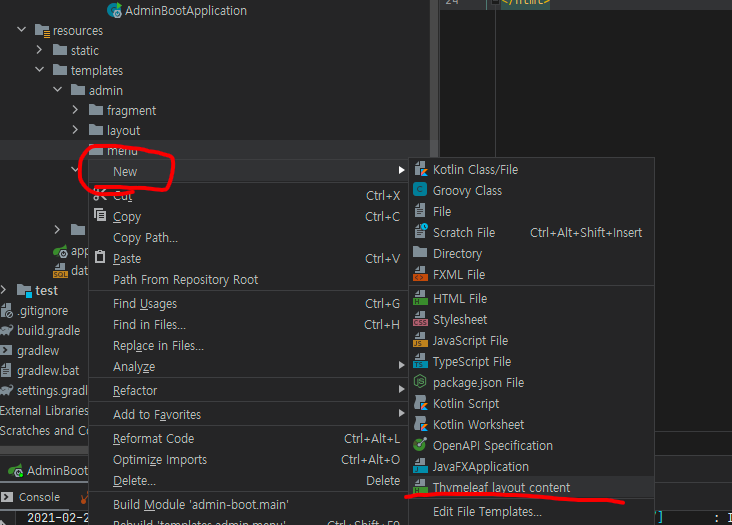 AdminBootApplication
24
</html>
resources
static
templates
admin
fragment
layout
menu
New
Cut Ctrl+X
Copy Ctrl+C
Copy Path...
Paste Ctrl+V
Path From Repository Root
Find Usages Ctrl+G
Find in Files... Ctrl+H
Replace in Files...
Analyze
Refactor
Add to Favorites
Reformat Code Ctrl+Alt+L
Optimize Imports Ctrl+Alt+O
Delete... Delete
Build Module 'admin-boot.main'
Rebuild 'templates.admin.menu' Ctrl+Shift+F9
Kotlin Class/File
Groovy Class
File
Scratch File Ctrl+Alt+Shift+Insert
Directory
FXML File
HTML File
Stylesheet
JavaScript File
TypeScript File
package.json File
Kotlin Script
Kotlin Worksheet
OpenAPI Specification
JavaFXApplication
Thymeleaf layout content
Edit File Templates...
app
dat
test
.gitignore
build.gradle
gradlew
gradlew.bat
settings.gradl
External Libraries
Scratches and Co
AdminBoot
Console
2021-02-2
'] : I